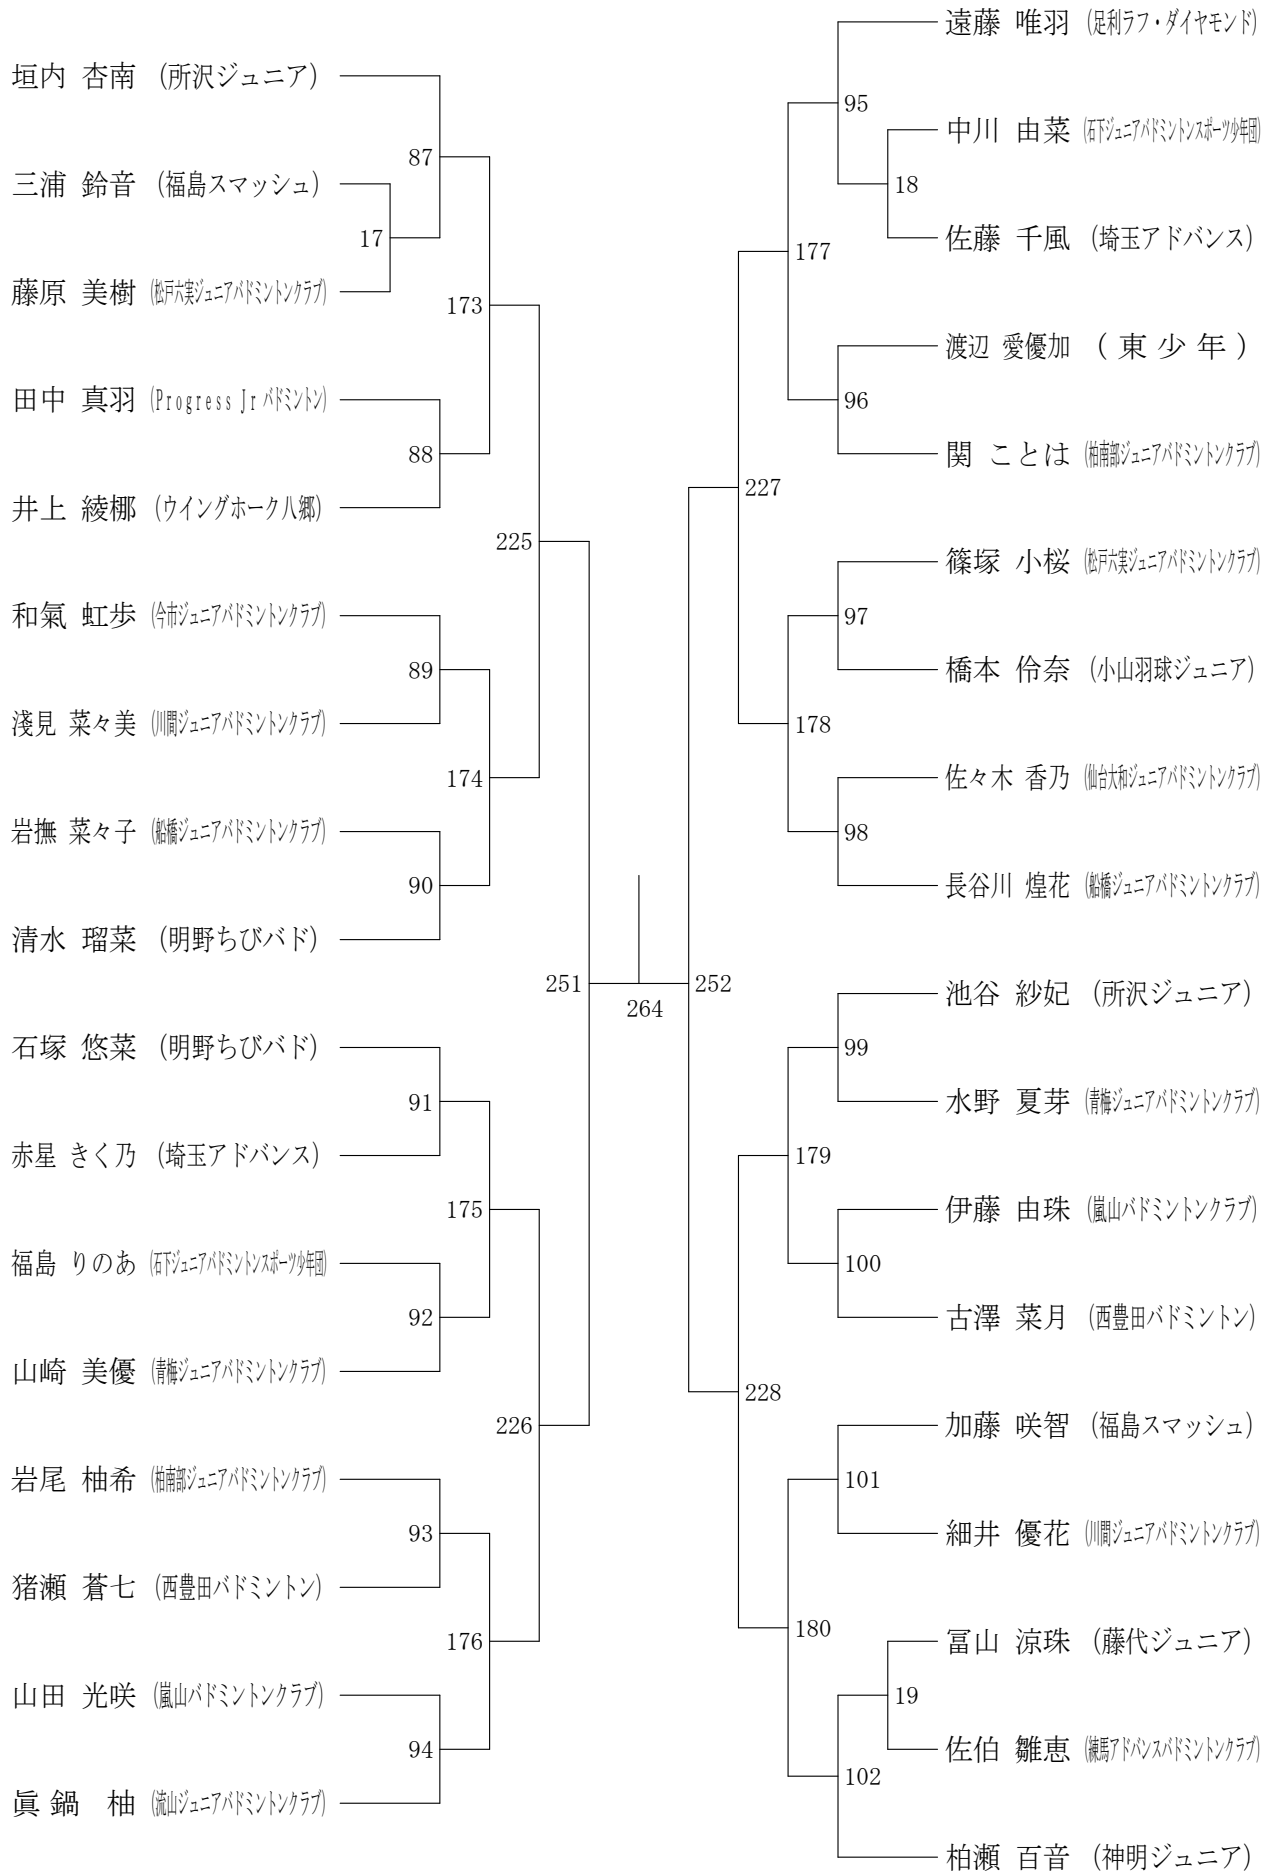 垣内 杏南 (所沢ジュニア)
87
三浦 鈴音 (福島スマッシュ)
17
藤原 美樹 (松戸六実ジュニアバドミントンクラブ)
173
田中 真羽 (Progress Jrバドミントン)
88
井上 綾梛 (ウイングホーク八郷)
225
和氣 虹歩 (今市ジュニアバドミントンクラブ)
89
淺見 菜々美 (川間ジュニアバドミントンクラブ)
174
岩撫 菜々子 (船橋ジュニアバドミントンクラブ)
90
清水 瑠菜 (明野ちびバド)
251
石塚 悠菜 (明野ちびバド)
91
赤星 きく乃 (埼玉アドバンス)
175
福島 りのあ (石下ジュニアバドミントンスポーツ少年団)
92
山崎 美優 (青梅ジュニアバドミントンクラブ)
226
岩尾 柚希 (柏南部ジュニアバドミントンクラブ)
93
猪瀬 蒼七 (西豊田バドミントン)
176
山田 光咲 (嵐山バドミントンクラブ)
94
眞鍋 柚 (流山ジュニアバドミントンクラブ)
264
遠藤 唯羽 (足利ラフ・ダイヤモンド)
95
中川 由菜 (石下ジュニアバドミントンスポーツ少年団)
18
佐藤 千風 (埼玉アドバンス)
177
渡辺 愛優加 (東少年)
96
関 ことは (柏南部ジュニアバドミントンクラブ)
227
篠塚 小桜 (松戸六実ジュニアバドミントンクラブ)
97
橋本 伶奈 (小山羽球ジュニア)
178
佐々木 香乃 (仙台大和ジュニアバドミントンクラブ)
98
長谷川 煌花 (船橋ジュニアバドミントンクラブ)
252
池谷 紗妃 (所沢ジュニア)
99
水野 夏芽 (青梅ジュニアバドミントンクラブ)
179
伊藤 由珠 (嵐山バドミントンクラブ)
100
古澤 菜月 (西豊田バドミントン)
228
加藤 咲智 (福島スマッシュ)
101
細井 優花 (川間ジュニアバドミントンクラブ)
180
冨山 涼珠 (藤代ジュニア)
19
佐伯 雛恵 (練馬アドバンスバドミントンクラブ)
102
柏瀬 百音 (神明ジュニア)